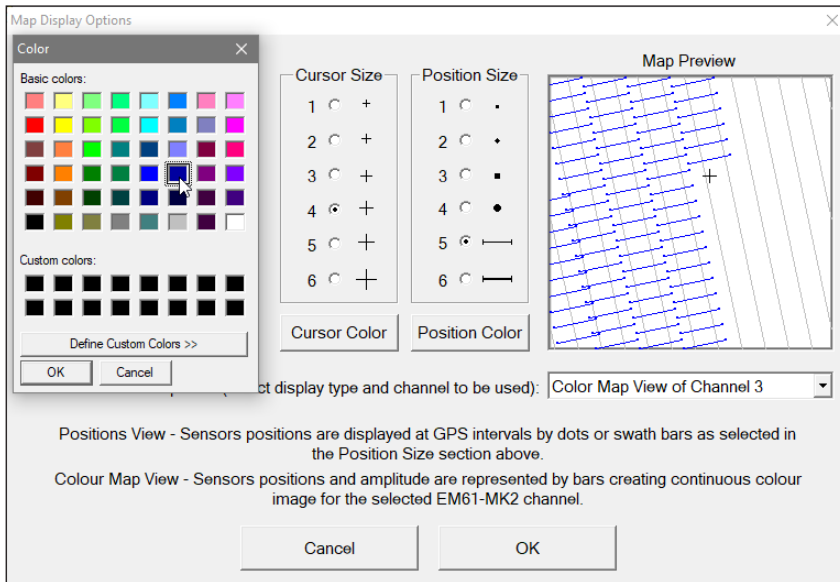 Map Display Options
Color
Basic colors:
Custom colors:
Define Custom Colors >>
OK
Cancel
Cursor Size
1
2
3
4
5
6
Cursor Color
Position Size
1
2
3
4
5
6
Position Color
Map Preview
ct display type and channel to be used):
Color Map View of Channel 3
Positions View - Sensors positions are displayed at GPS intervals by dots or swath bars as selected in
the Position Size section above.
Colour Map View - Sensors positions and amplitude are represented by bars creating continuous colour
image for the selected EM61-MK2 channel.
Cancel
OK